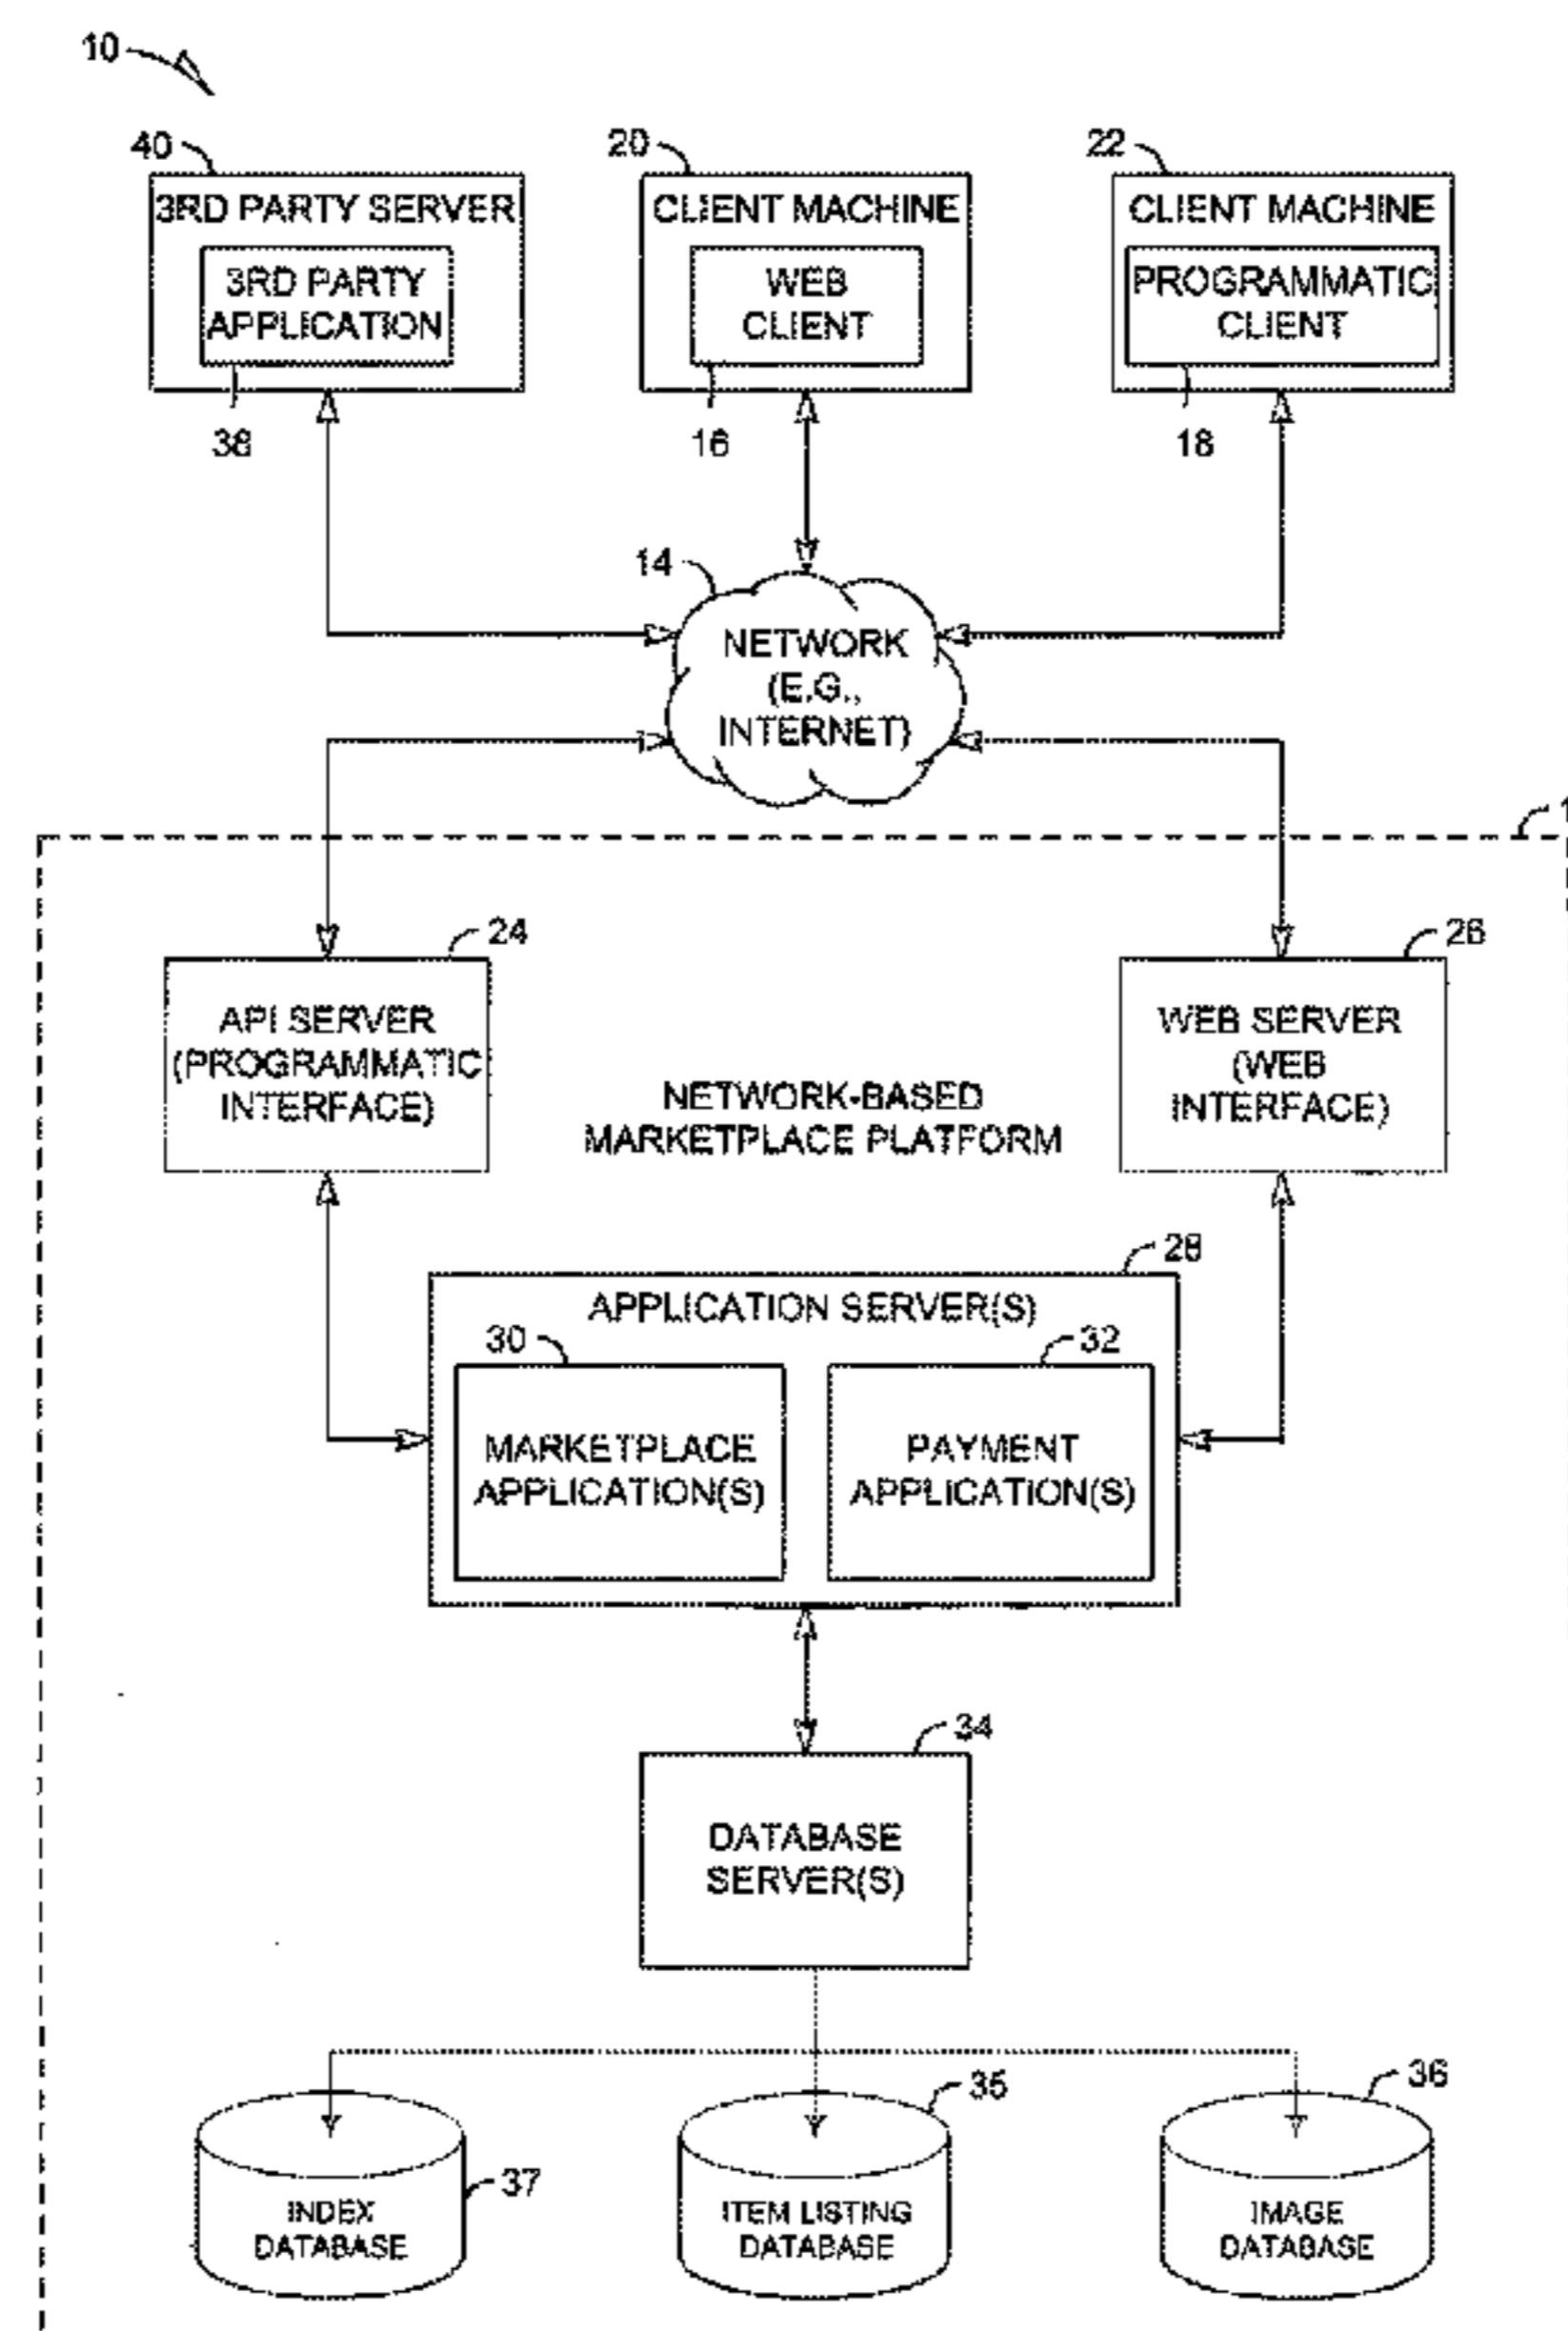 10
40
20
22
3RD PARTY SERVER
CLIENT MACHINE
CLIENT MACHINE
3RD PARTY
APPLICATION
WEB
CLIENT
PROGRAMMATIC
CLIENT
38
16
18
14
NETWORK
(E.G.,
INTERNET)
24
26
API SERVER
(PROGRAMMATIC
INTERFACE)
WEB SERVER
(WEB
INTERFACE)
NETWORK-BASED
MARKETPLACE PLATFORM
28
APPLICATION SERVER(S)
30
32
MARKETPLACE
APPLICATION(S)
PAYMENT
APPLICATION(S)
34
DATABASE
SERVER(S)
37
35
36
INDEX
DATABASE
ITEM LISTING
DATABASE
IMAGE
DATABASE